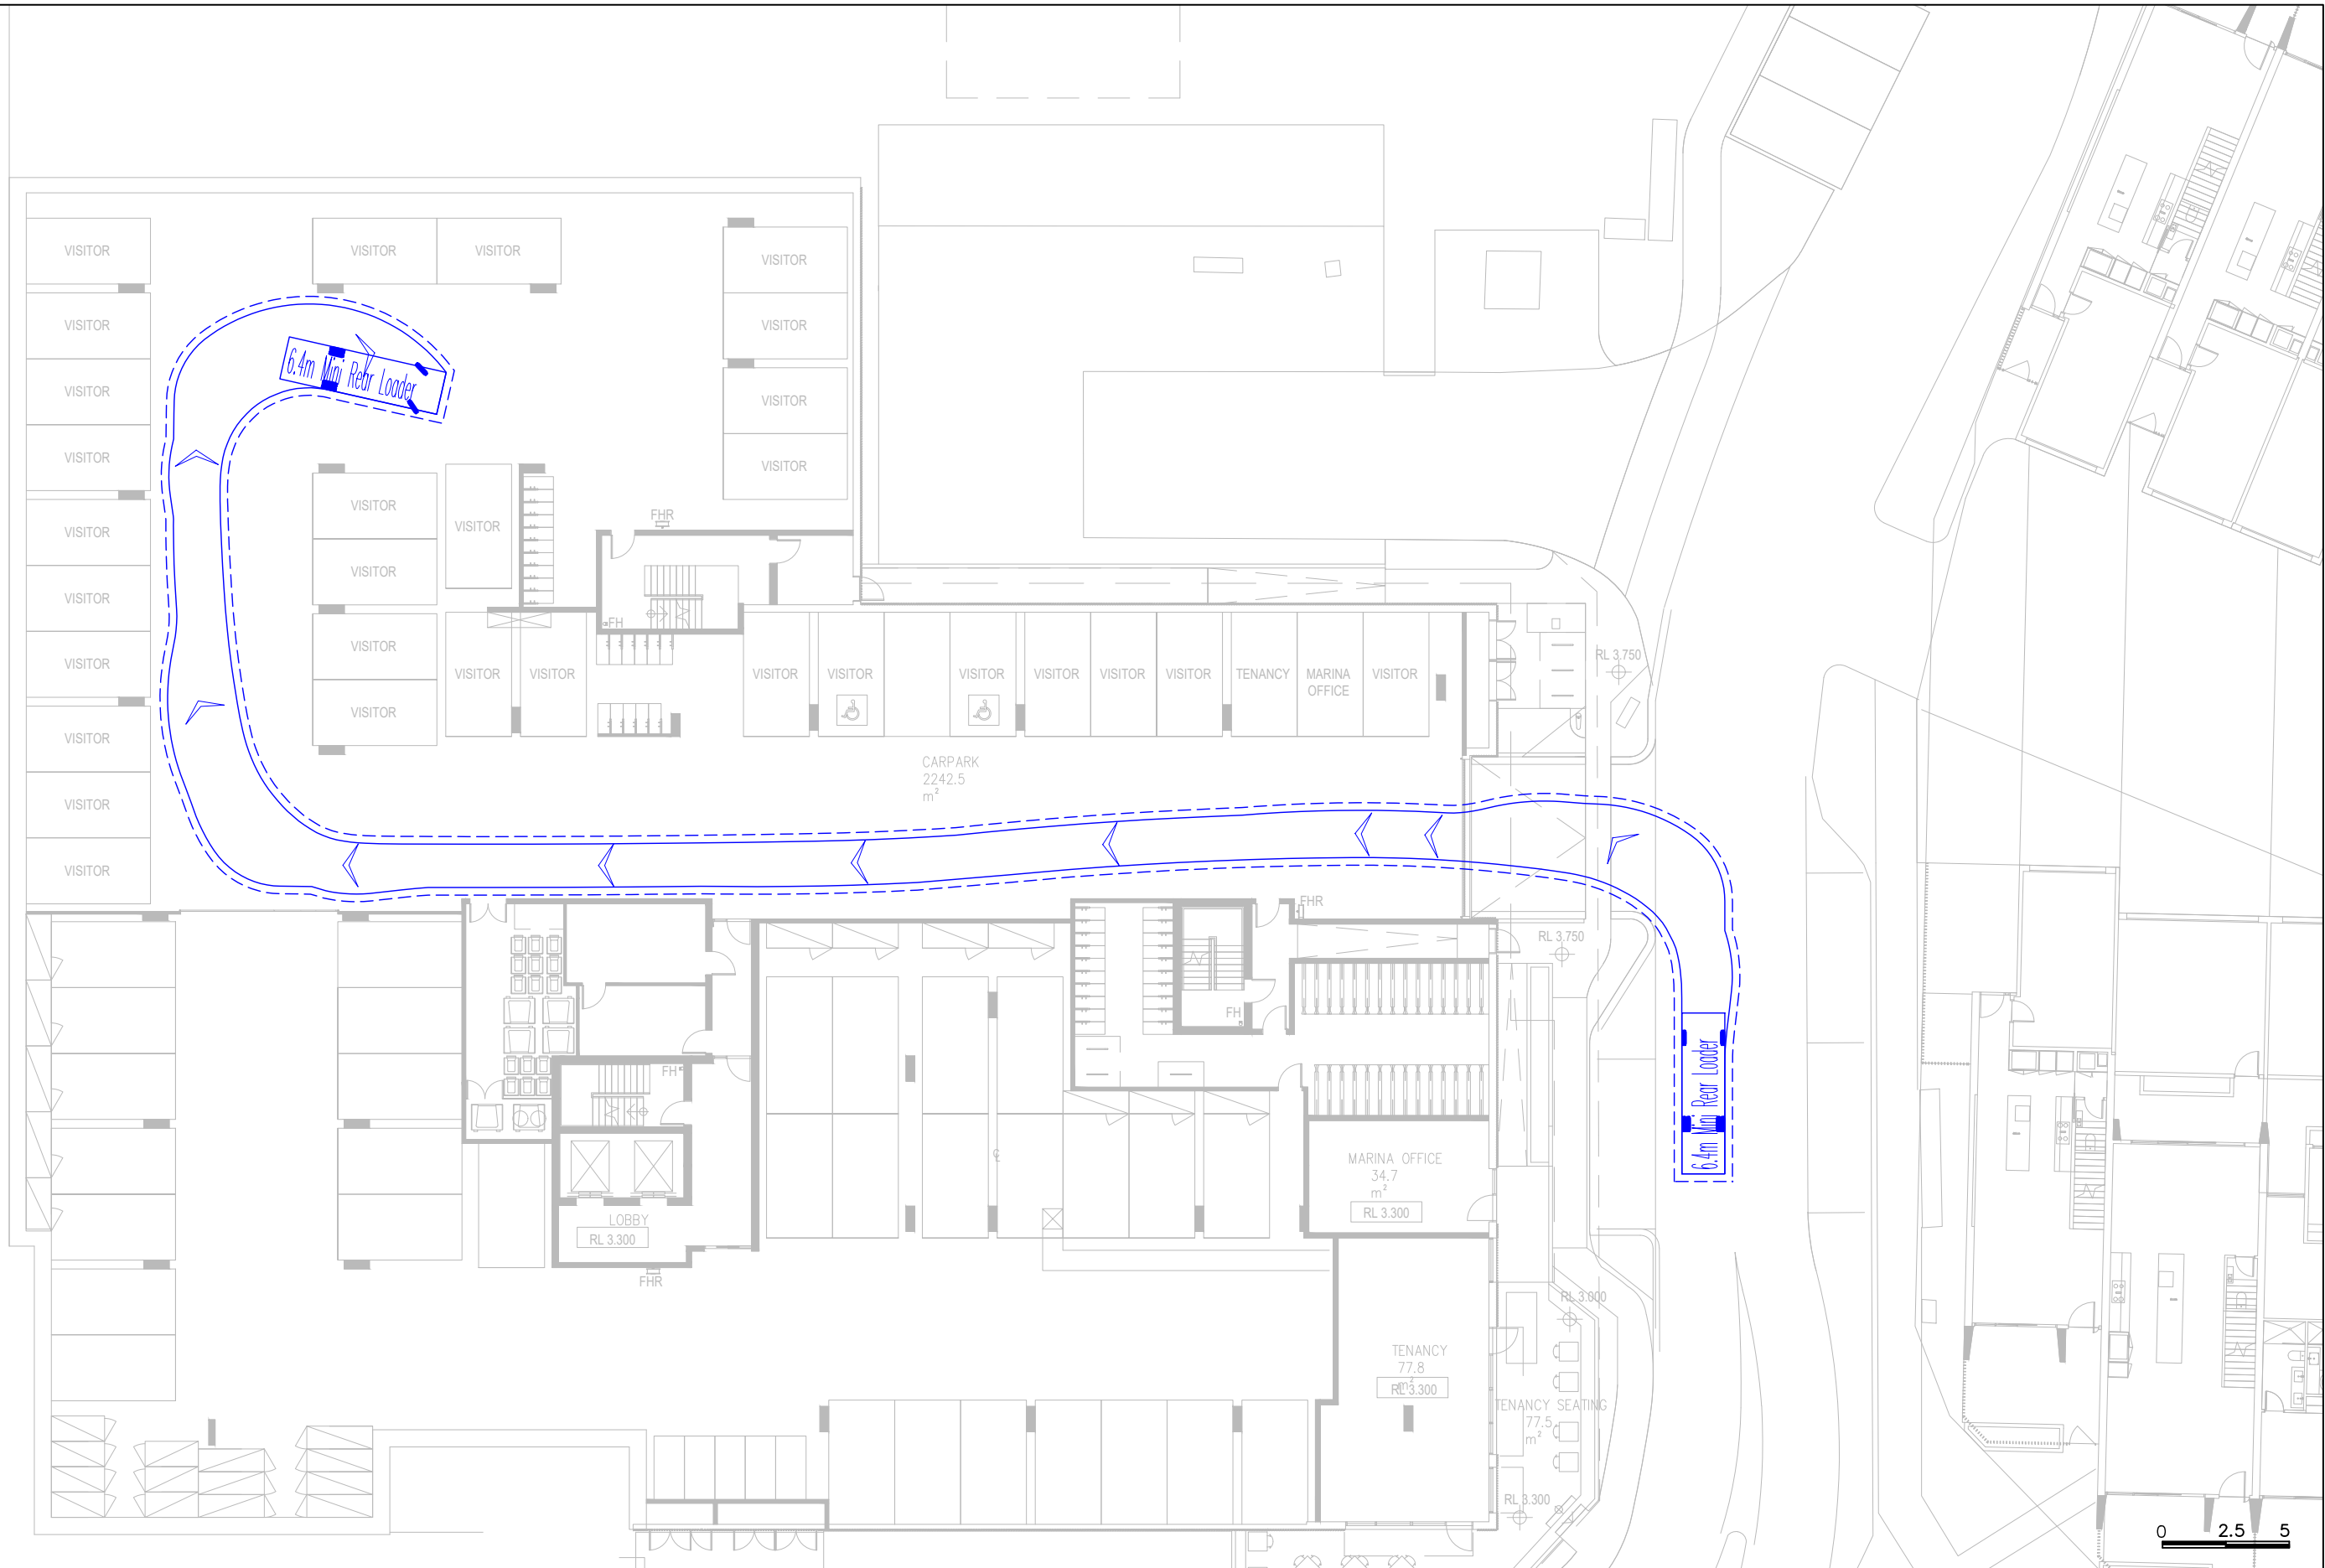 VISITOR
VISITOR
VISITOR
VISITOR
VISITOR
VISITOR
VISITOR
VISITOR
6.4m Mini Rear Loader
VISITOR
VISITOR
VISITOR
VISITOR
VISITOR
VISITOR
VISITOR
FHR
VISITOR
VISITOR
VISITOR
FH
VISITOR
VISITOR
RL 3.750
VISITOR
VISITOR
VISITOR
VISITOR
VISITOR
VISITOR
VISITOR
VISITOR
TENANCY
MARINA
OFFICE
VISITOR
VISITOR
VISITOR
CARPARK
2242.5
m²
VISITOR
VISITOR
FHR
RL 3.750
FH
6.4m Mini Rear Loader
FH
MARINA OFFICE
34.7
m²
RL 3.300
LOBBY
RL 3.300
FHR
RL 3.000
TENANCY
77.8
m²
RL 3.300
TENANCY SEATING
77.5
m²
RL 3.300
0 2.5 5